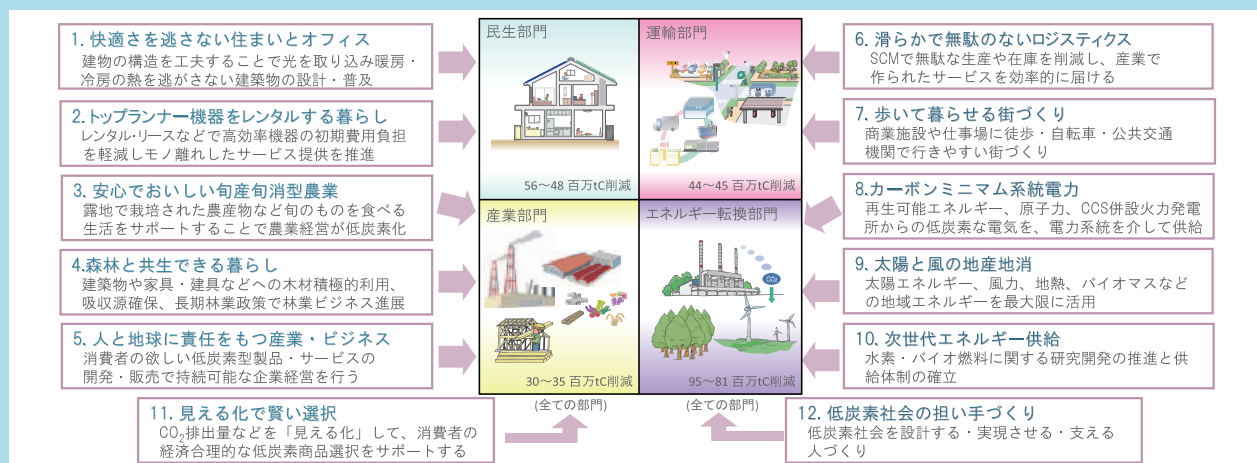 1. 快適さを逃さない住まいとオフィス
建物の構造を工夫することで光を取り込み暖房・
冷房の熱を逃がさない建築物の設計・普及
2. トップランナー機器をレンタルする暮らし
レンタル・リースなどで高効率機器の初期費用負担
を軽減しモノ離れしたサービス提供を推進
3. 安心でおいしい旬産旬消型農業
露地で栽培された農産物など旬のものを食べる
生活をサポートすることで農業経営が低炭素化
4.森林と共生できる暮らし
建築物や家具・建具などへの木材積極的利用、
吸収源確保、長期林業政策で林業ビジネス進展
5. 人と地球に責任をもつ産業・ビジネス
消費者の欲しい低炭素型製品・サービスの
開発・販売で持続可能な企業経営を行う
民生部門
56～48 百万tC削減
運輸部門
44～45 百万tC削減
産業部門
30～35 百万tC削減
エネルギー転換部門
CO₂
95～81 百万tC削減
6. 滑らかで無駄のないロジスティクス
SCMで無駄な生産や在庫を削減し、産業で
作られたサービスを効率的に届ける
7. 歩いて暮らせる街づくり
商業施設や仕事場に徒歩・自転車・公共交通
機関で行きやすい街づくり
8.カーボンミニマム系統電力
再生可能エネルギー、原子力、CCS併設火力発電
所からの低炭素な電気を、電力系統を介して供給
9. 太陽と風の地産地消
太陽エネルギー、風力、地熱、バイオマスなど
の地域エネルギーを最大限に活用
10. 次世代エネルギー供給
水素・バイオ燃料に関する研究開発の推進と供
給体制の確立
11. 見える化で賢い選択
CO₂排出量などを「見える化」して、消費者の
経済合理的な低炭素商品選択をサポートする
(全ての部門)
(全ての部門)
12. 低炭素社会の担い手づくり
低炭素社会を設計する・実現させる・支える
人づくり